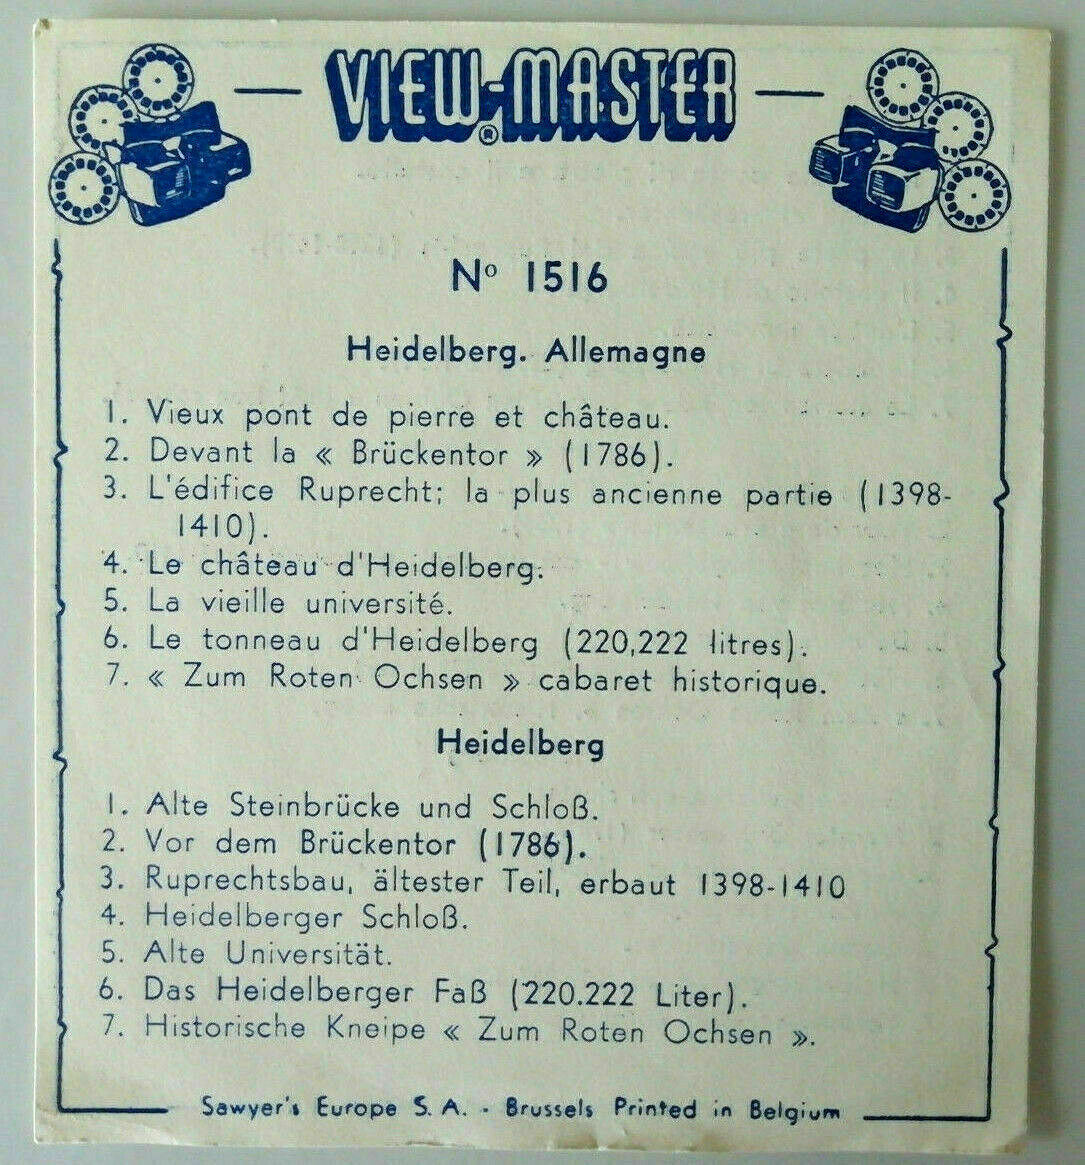 VIEW-MASTER
®
Nº 1516
Heidelberg. Allemagne
1. Vieux pont de pierre et château.
2. Devant la « Brückentor » (1786).
3. L'édifice Ruprecht; la plus ancienne partie (1398-
1410).
4. Le château d'Heidelberg.
5. La vieille université.
6. Le tonneau d'Heidelberg (220,222 litres).
7. « Zum Roten Ochsen » cabaret historique.
Heidelberg
1. Alte Steinbrücke und Schloß.
2. Vor dem Brückentor (1786).
3. Ruprechtsbau, ältester Teil, erbaut 1398-1410
4. Heidelberger Schloß.
5. Alte Universität.
6. Das Heidelberger Faß (220.222 Liter).
7. Historische Kneipe « Zum Roten Ochsen ».
Sawyer's Europe S. A. - Brussels Printed in Belgium